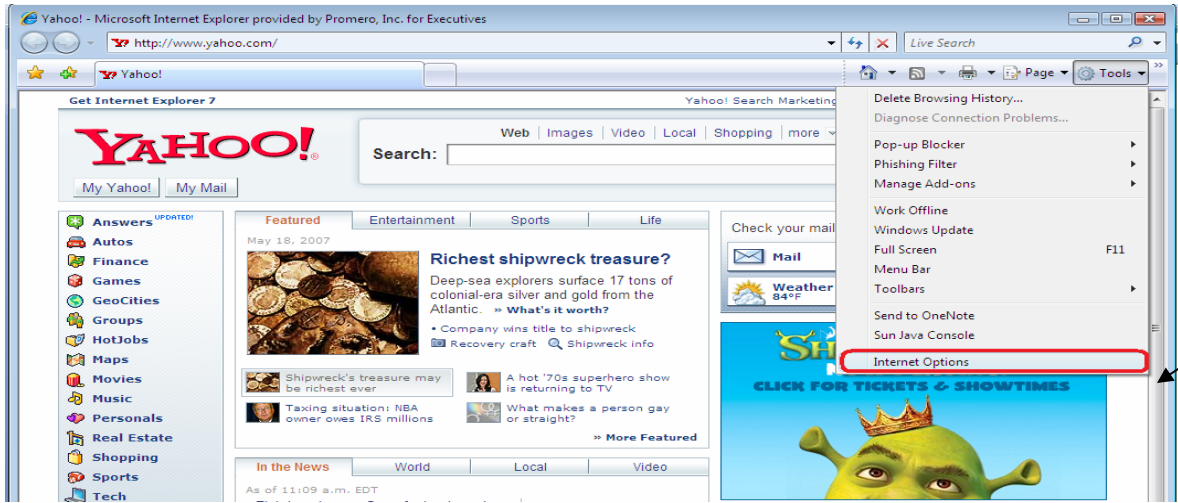 Yahoo! - Microsoft Internet Explorer provided by Promero, Inc. for Executives
http://www.yahoo.com/
Live Search
Yahoo!
Page
Tools
Get Internet Explorer 7
Yahoo! Search Marketing
YAHOO!
Web | Images | Video | Local | Shopping | more
Search:
My Yahoo!
My Mail
Answers UPDATED!
Autos
Finance
Games
GeoCities
Groups
HotJobs
Maps
Movies
Music
Personals
Real Estate
Shopping
Sports
Tech
Featured
Entertainment
Sports
Life
May 18, 2007
Richest shipwreck treasure?
Deep-sea explorers surface 17 tons of
colonial-era silver and gold from the
Atlantic. » What's it worth?
• Company wins title to shipwreck
Recovery craft
Shipwreck info
Shipwreck's treasure may
be richest ever
A hot '70s superhero show
is returning to TV
Taxing situation: NBA
owner owes IRS millions
What makes a person gay
or straight?
» More Featured
In the News
World
Local
Video
As of 11:09 a.m. EDT
Check your mail
Mail
Weather
84°F
SH
CLICK FOR TICKETS & SHOWTIMES
Delete Browsing History...
Diagnose Connection Problems...
Pop-up Blocker
Phishing Filter
Manage Add-ons
Work Offline
Windows Update
Full Screen F11
Menu Bar
Toolbars
Send to OneNote
Sun Java Console
Internet Options